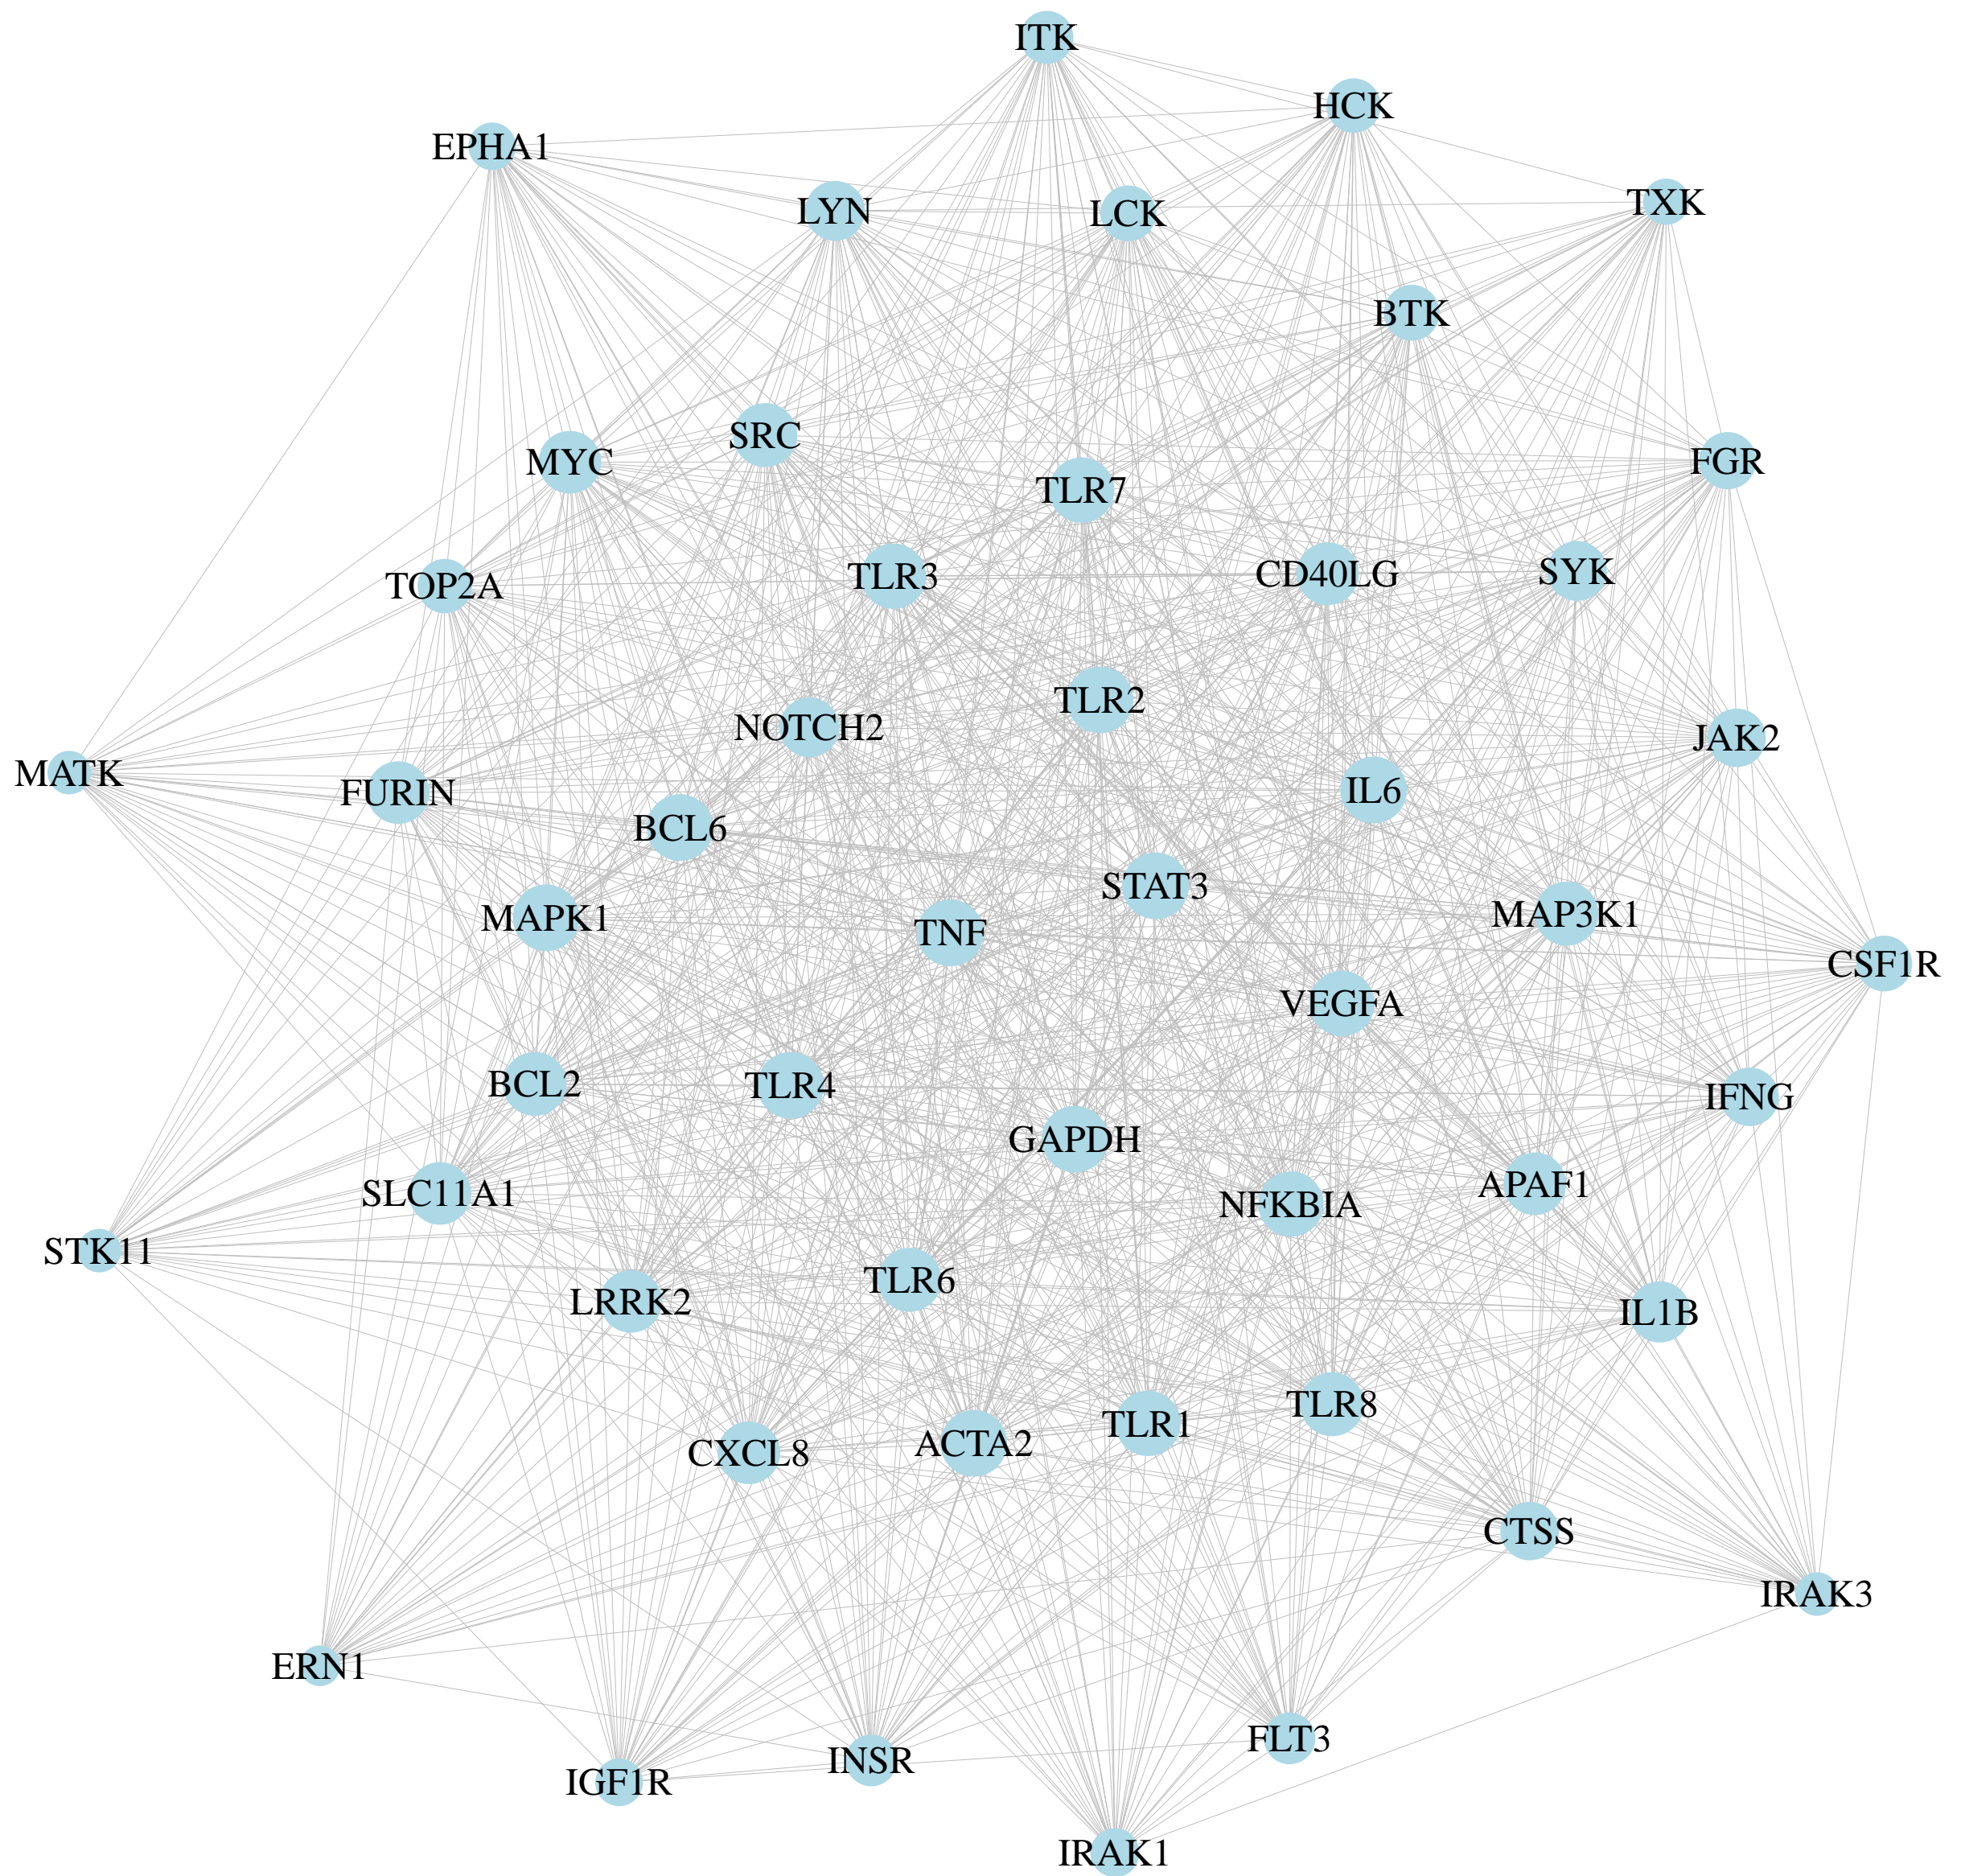 ITK
HCK
EPHA1
TXK
LYN
LCK
BTK
SRC
MYC
FGR
TLR7
TLR3
CD40LG
SYK
TOP2A
TLR2
NOTCH2
JAK2
MATK
FURIN
IL6
BCL6
STAT3
MAPK1
MAP3K1
TNF
CSF1R
VEGFA
BCL2
TLR4
IFNG
GAPDH
APAF1
SLC11A1
NFKBIA
STK11
TLR6
LRRK2
IL1B
TLR8
TLR1
ACTA2
CXCL8
CTSS
IRAK3
ERN1
FLT3
INSR
IGF1R
IRAK1